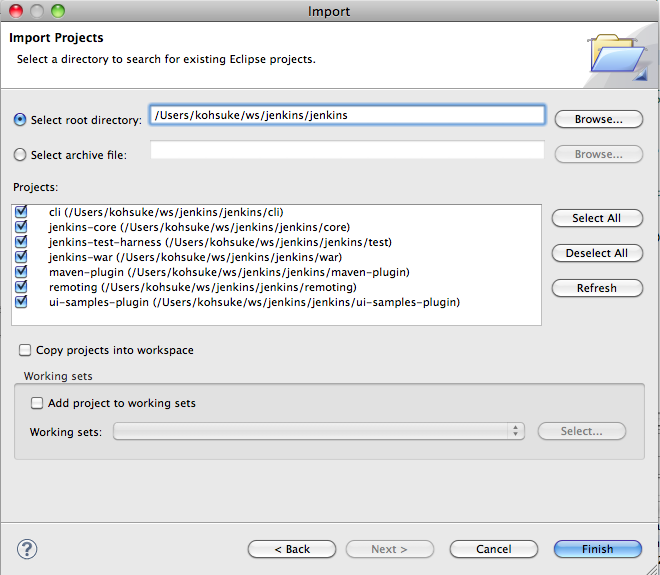 Import
Import Projects
Select a directory to search for existing Eclipse projects.
Select root directory: /Users/kohsuke/ws/jenkins/jenkins Browse...
Select archive file: Browse...
Projects:
cli (/Users/kohsuke/ws/jenkins/jenkins/cli)
jenkins-core (/Users/kohsuke/ws/jenkins/jenkins/core)
jenkins-test-harness (/Users/kohsuke/ws/jenkins/jenkins/test)
jenkins-war (/Users/kohsuke/ws/jenkins/jenkins/war)
maven-plugin (/Users/kohsuke/ws/jenkins/jenkins/maven-plugin)
remoting (/Users/kohsuke/ws/jenkins/jenkins/remoting)
ui-samples-plugin (/Users/kohsuke/ws/jenkins/jenkins/ui-samples-plugin)
Select All
Deselect All
Refresh
Copy projects into workspace
Working sets
Add project to working sets
Working sets: Select...
? < Back Next > Cancel Finish